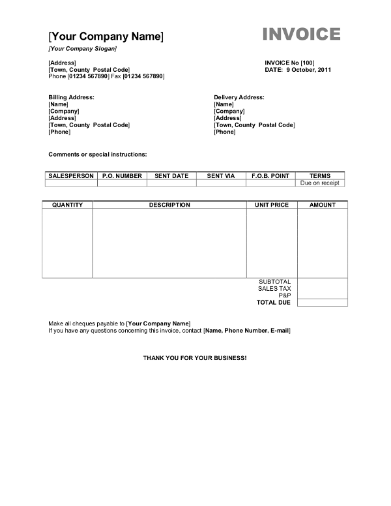 [Your Company Name] INVOICE
[Your Company Slogan]
[Address] INVOICE No [100]
[Town, County Postal Code] DATE: 9 October, 2011
Phone [01234 567890] Fax [01234 567890]
Billing Address: Delivery Address:
[Name] [Name]
[Company] [Company]
[Address] [Address]
[Town, County Postal Code] [Town, County Postal Code]
[Phone] [Phone]
Comments or special instructions:
SALESPERSON P.O. NUMBER SENT DATE SENT VIA F.O.B. POINT TERMS
Due on receipt
QUANTITY DESCRIPTION UNIT PRICE AMOUNT
SUBTOTAL
SALES TAX
P&P
TOTAL DUE
Make all cheques payable to [Your Company Name]
If you have any questions concerning this invoice, contact [Name, Phone Number, E-mail]
THANK YOU FOR YOUR BUSINESS!